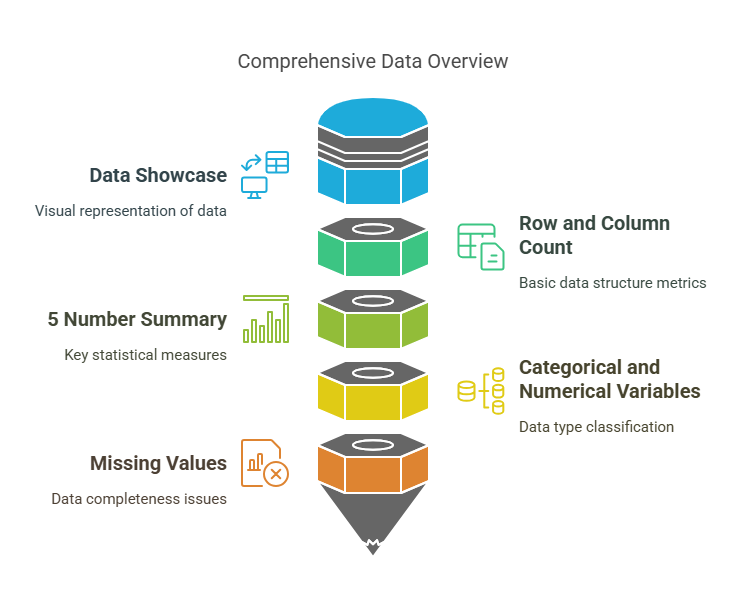 Comprehensive Data Overview
Data Showcase
Visual representation of data
Row and Column
Count
Basic data structure metrics
5 Number Summary
Key statistical measures
Categorical and
Numerical Variables
Data type classification
Missing Values
Data completeness issues